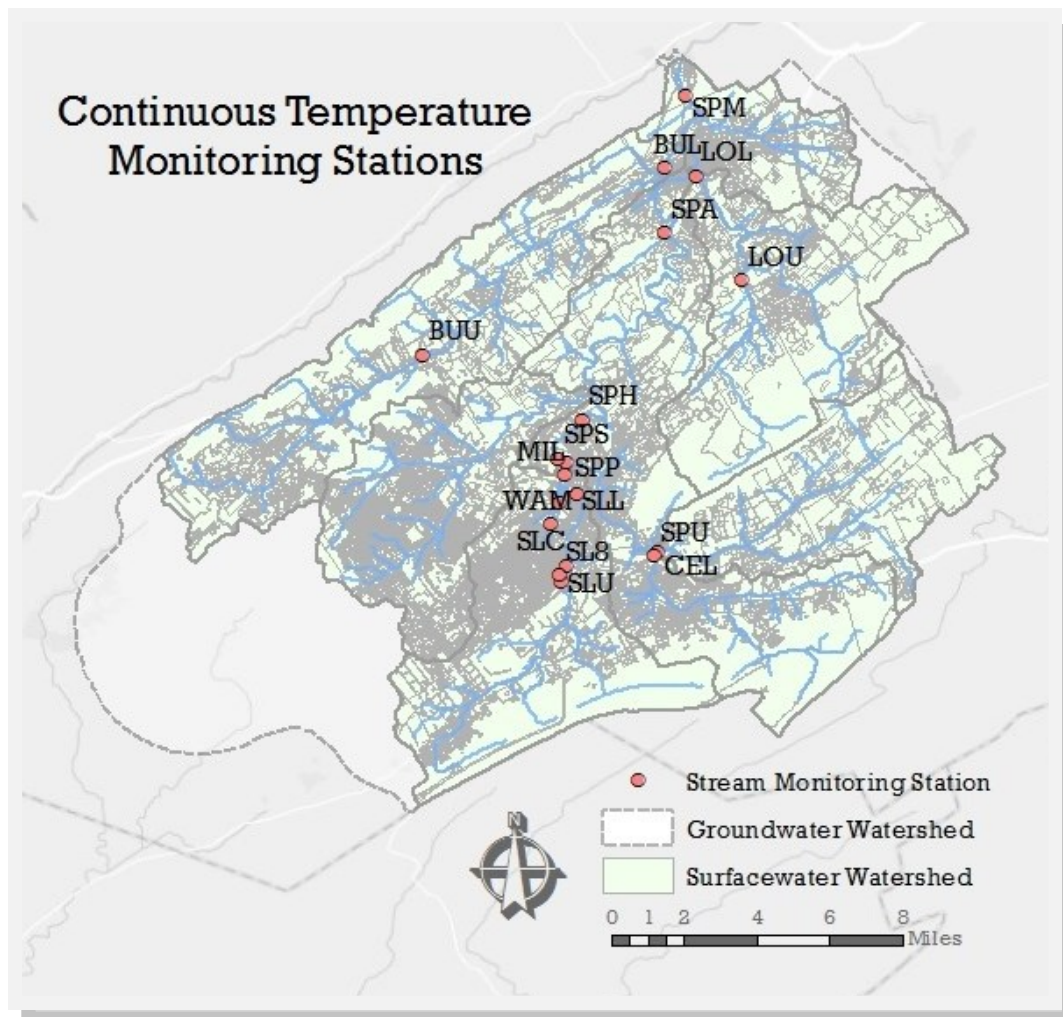 Continuous Temperature
Monitoring Stations
SPM
BUL LOL
SPA
LOU
BUU
SPH
SPS
MIL
SPP
WAM SLL
SLC
SPU
SL8
CEL
SLU
N
Stream Monitoring Station
Groundwater Watershed
Surfacewater Watershed
0 1 2 4 6 8
Miles